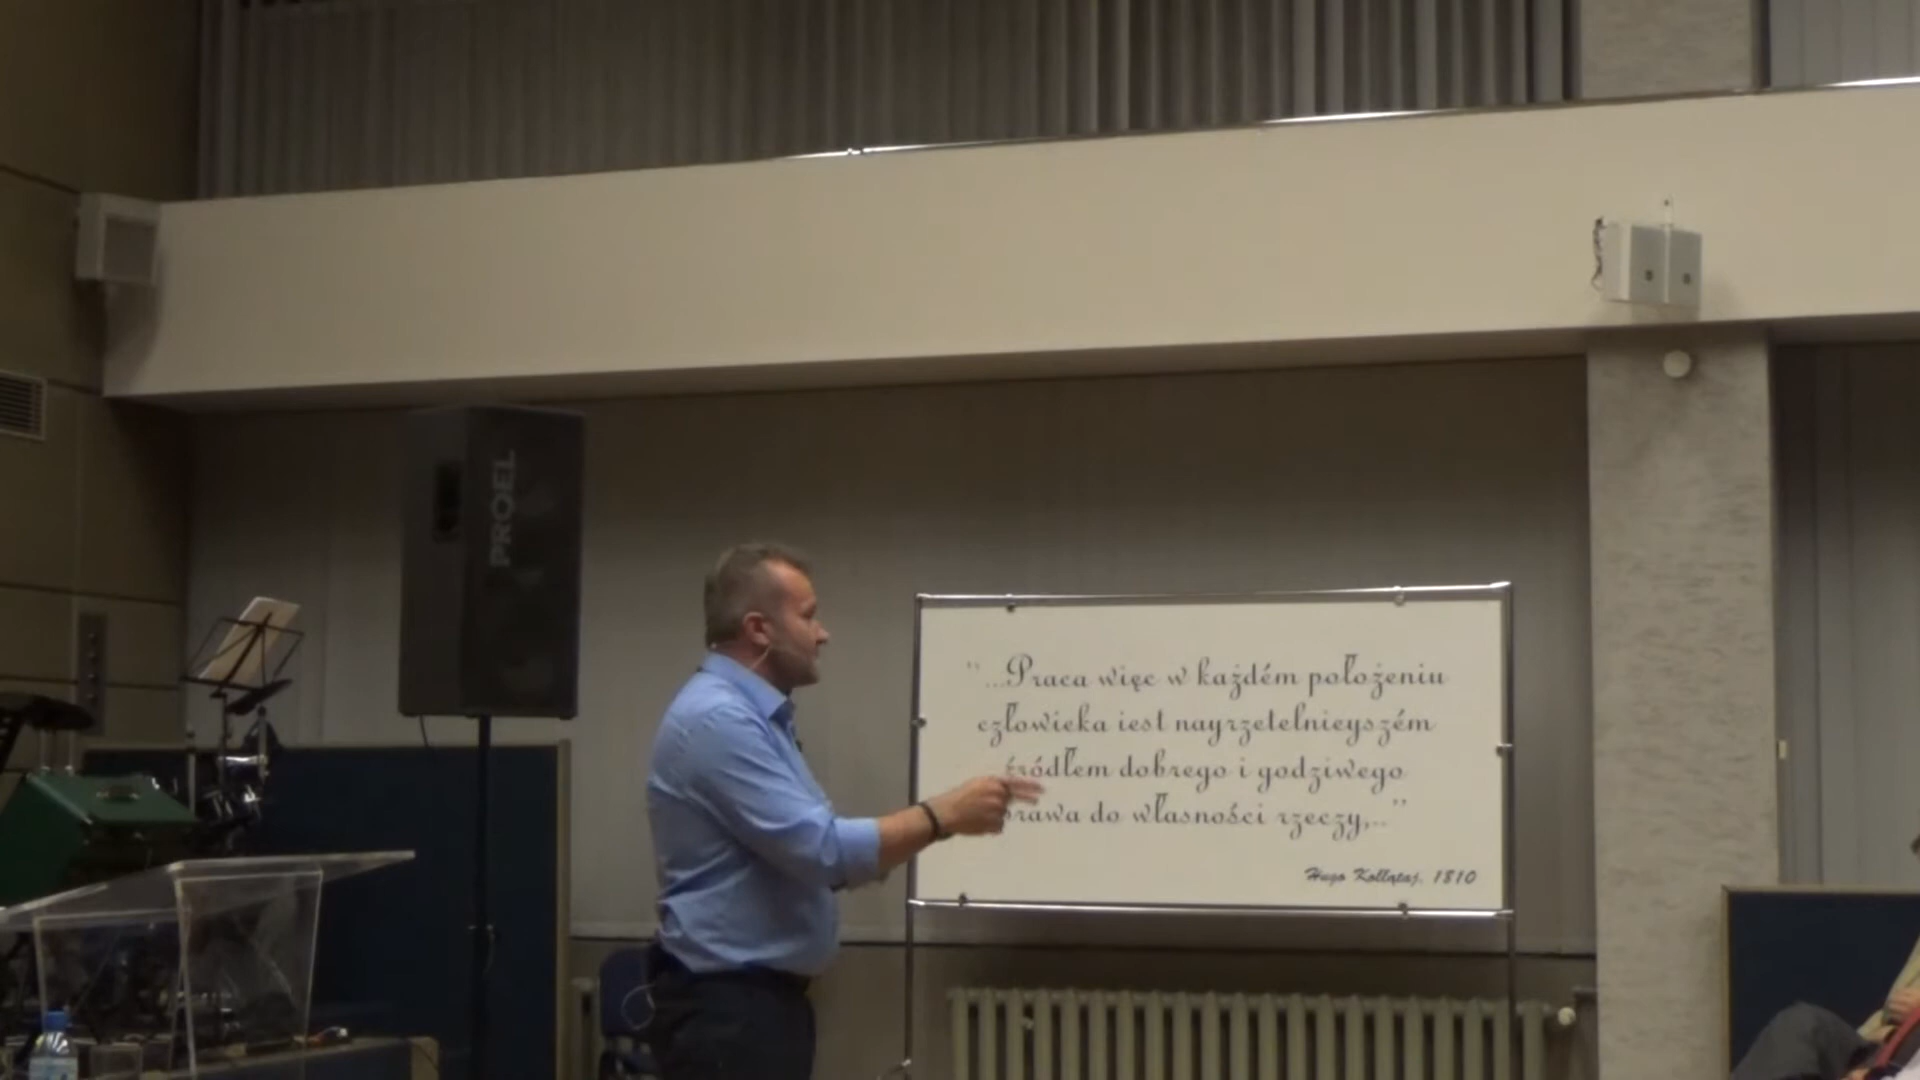 PROEL
"...Praca więc w każdém położeniu
człowieka iest nayrzetelnieyszém
źródłem dobrego i godziwego
prawa do własności rzeczy,.."
Hugo Kołłątaj, 1810